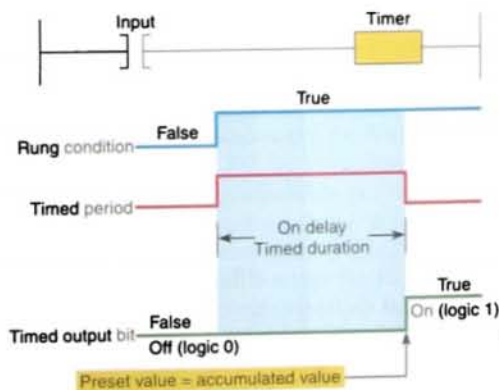 Input
Timer
True
False
Rung condition
Timed period
On delay
Timed duration
True
False
On (logic 1)
Timed output bit
Off (logic 0)
Preset value = accumulated value